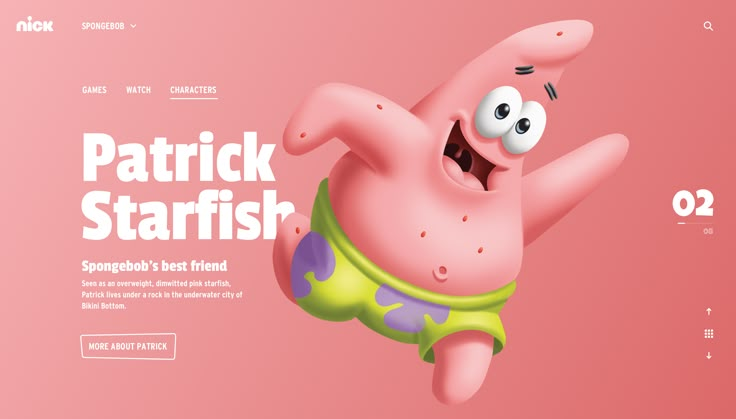 nick
SPONGEBOB
GAMES WATCH CHARACTERS
Patrick
Starfish
Spongebob's best friend
Seen as an overweight, dimwitted pink starfish,
Patrick lives under a rock in the underwater city of
Bikini Bottom.
MORE ABOUT PATRICK
02
08